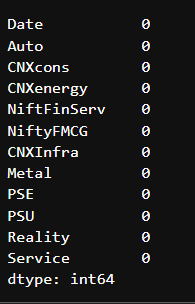 Date 0
Auto 0
CNXcons 0
CNXenergy 0
NiftFinServ 0
NiftyFMCG 0
CNXInfra 0
Metal 0
PSE 0
PSU 0
Reality 0
Service 0
dtype: int64